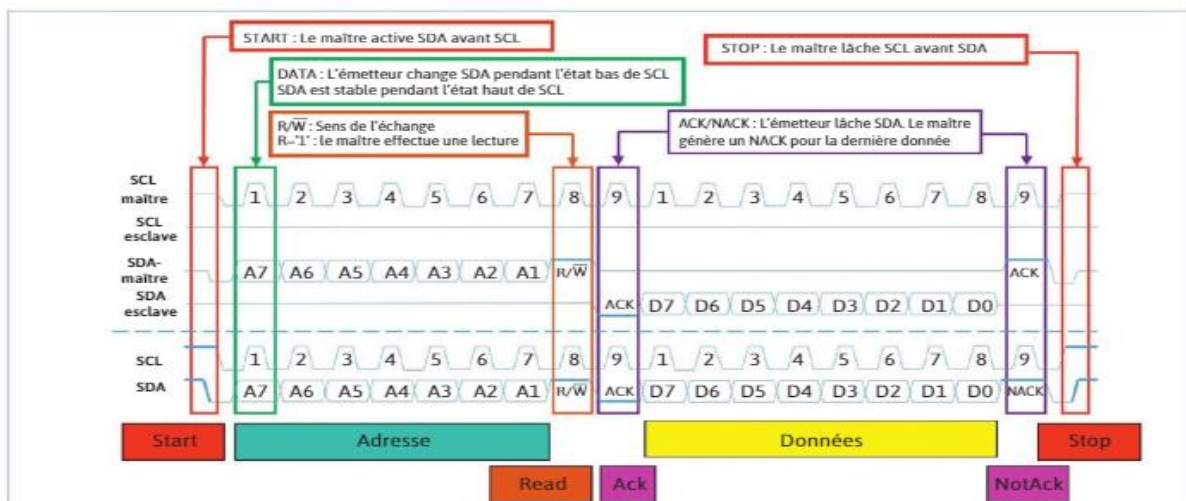 START : Le maître active SDA avant SCL
STOP : Le maître lâche SCL avant SDA
DATA : L'émetteur change SDA pendant l'état bas de SCL
SDA est stable pendant l'état haut de SCL
R/W̅ : Sens de l'échange
R='1' : le maître effectue une lecture
ACK/NACK : L'émetteur lâche SDA. Le maître
génère un NACK pour la dernière donnée
SCL
maître
1 2 3 4 5 6 7 8 9 1 2 3 4 5 6 7 8 9
SCL
esclave
SDA-
maître
A7 A6 A5 A4 A3 A2 A1 R/W̅ ACK
SDA
esclave
ACK D7 D6 D5 D4 D3 D2 D1 D0
SCL 1 2 3 4 5 6 7 8 9 1 2 3 4 5 6 7 8 9
SDA A7 A6 A5 A4 A3 A2 A1 R/W̅ ACK D7 D6 D5 D4 D3 D2 D1 D0 NACK
Start Adresse Données Stop
Read Ack NotAck